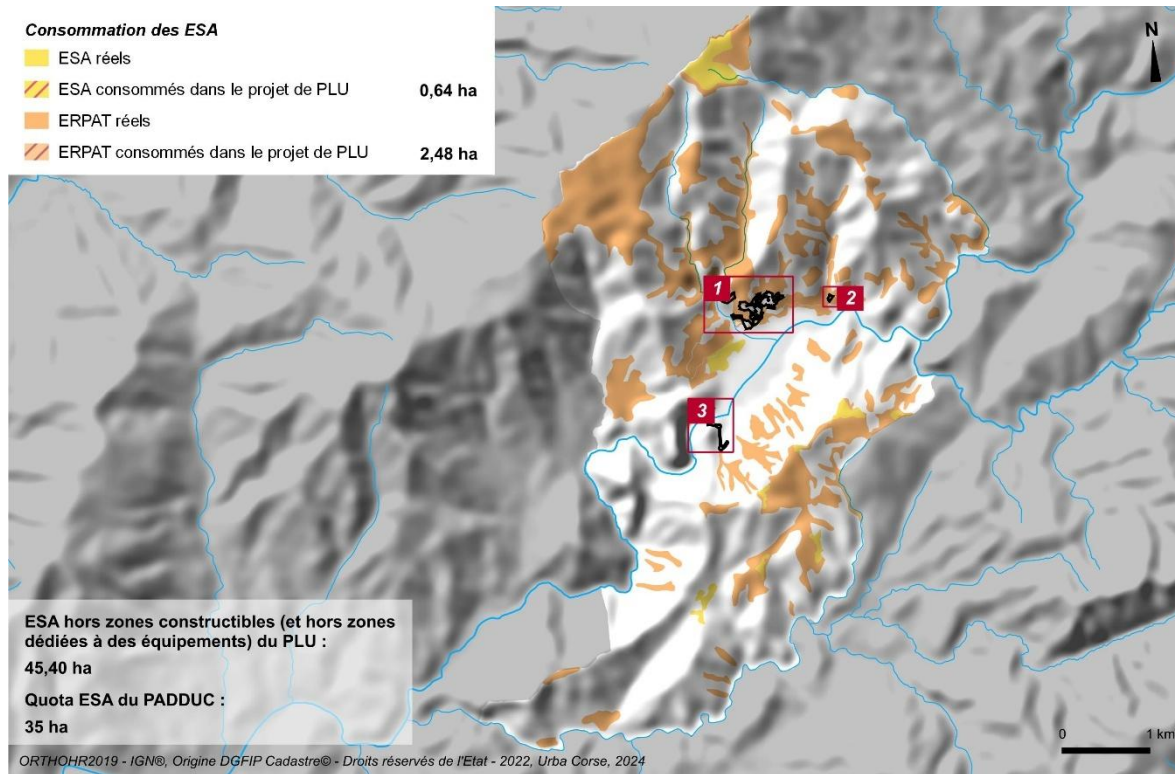 Consommation des ESA
ESA réels
ESA consommés dans le projet de PLU 0,64 ha
ERPAT réels
ERPAT consommés dans le projet de PLU 2,48 ha
N
1
2
3
ESA hors zones constructibles (et hors zones
dédiées à des équipements) du PLU :
45,40 ha
Quota ESA du PADDUC :
35 ha
0 1 km
ORTHOHR2019 - IGN®, Origine DGFIP Cadastre© - Droits réservés de l'Etat - 2022, Urba Corse, 2024